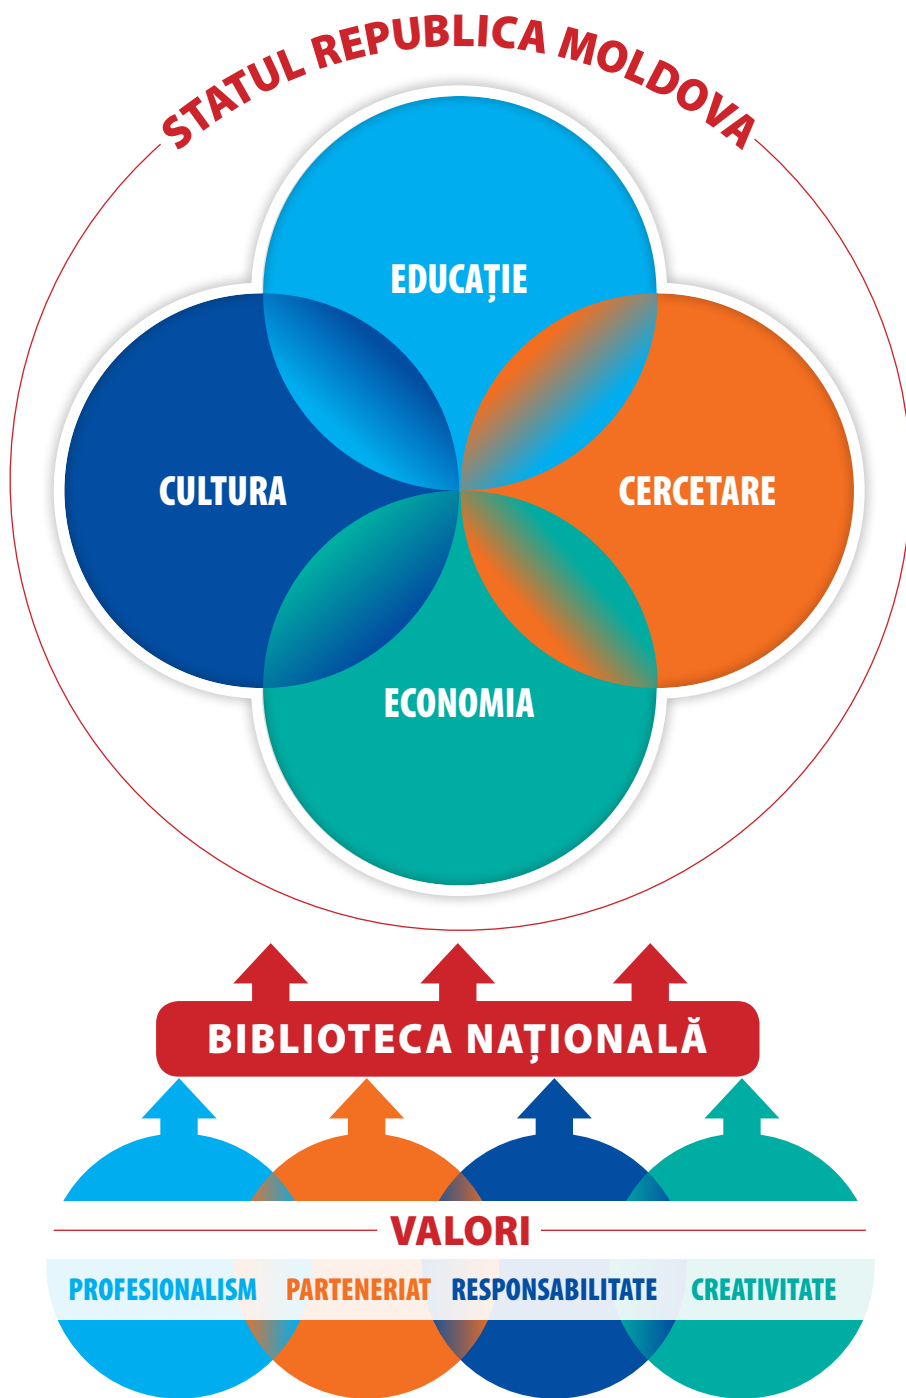 STATUL REPUBLICA MOLDOVA
EDUCAȚIE
CULTURA
CERCETARE
ECONOMIA
BIBLIOTECA NAȚIONALĂ
VALORI
PROFESIONALISM PARTENERIAT RESPONSABILITATE CREATIVITATE